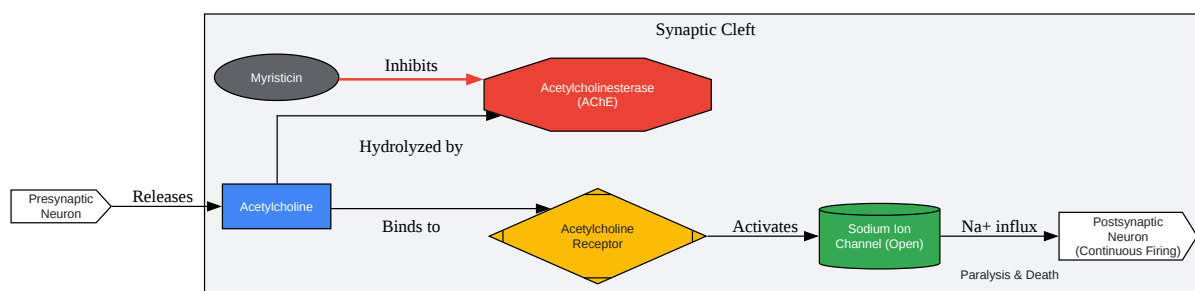 Synaptic Cleft
Myristicin
Inhibits
Acetylcholinesterase
(AChE)
Hydrolyzed by
Presynaptic
Neuron
Releases
Acetylcholine
Binds to
Acetylcholine
Receptor
Activates
Sodium Ion
Channel (Open)
Na+ influx
Postsynaptic
Neuron
(Continuous Firing)
Paralysis & Death